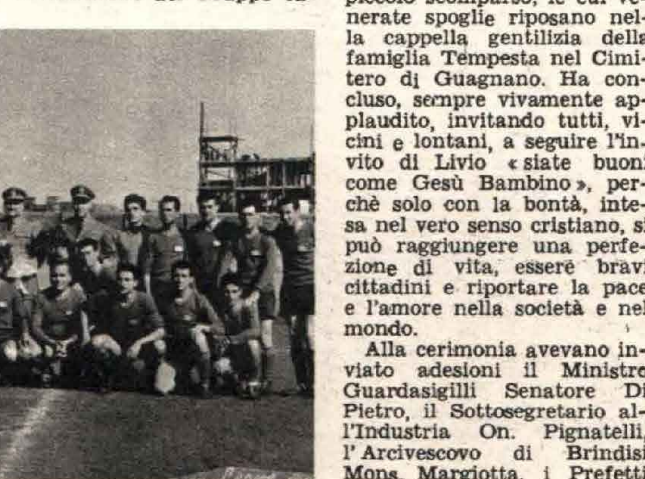 piccolo scomparso, le cui ve-
nerate spoglie riposano nel-
la cappella gentilizia della
famiglia Tempesta nel Cimi-
tero di Guagnano. Ha con-
cluso, sempre vivamente ap-
plaudito, invitando tutti, vi-
cini e lontani, a seguire l'in-
vito di Livio « siate buoni
come Gesù Bambino », per-
chè solo con la bontà, inte-
sa nel vero senso cristiano, si
può raggiungere una perfe-
zione di vita, essere bravi
cittadini e riportare la pace
e l'amore nella società e nel
mondo.
Alla cerimonia avevano in-
viato adesioni il Ministro
Guardasigilli Senatore Di
Pietro, il Sottosegretario al-
l'Industria On. Pignatelli,
l'Arcivescovo di Brindisi
Mons. Margiotta, i Prefetti